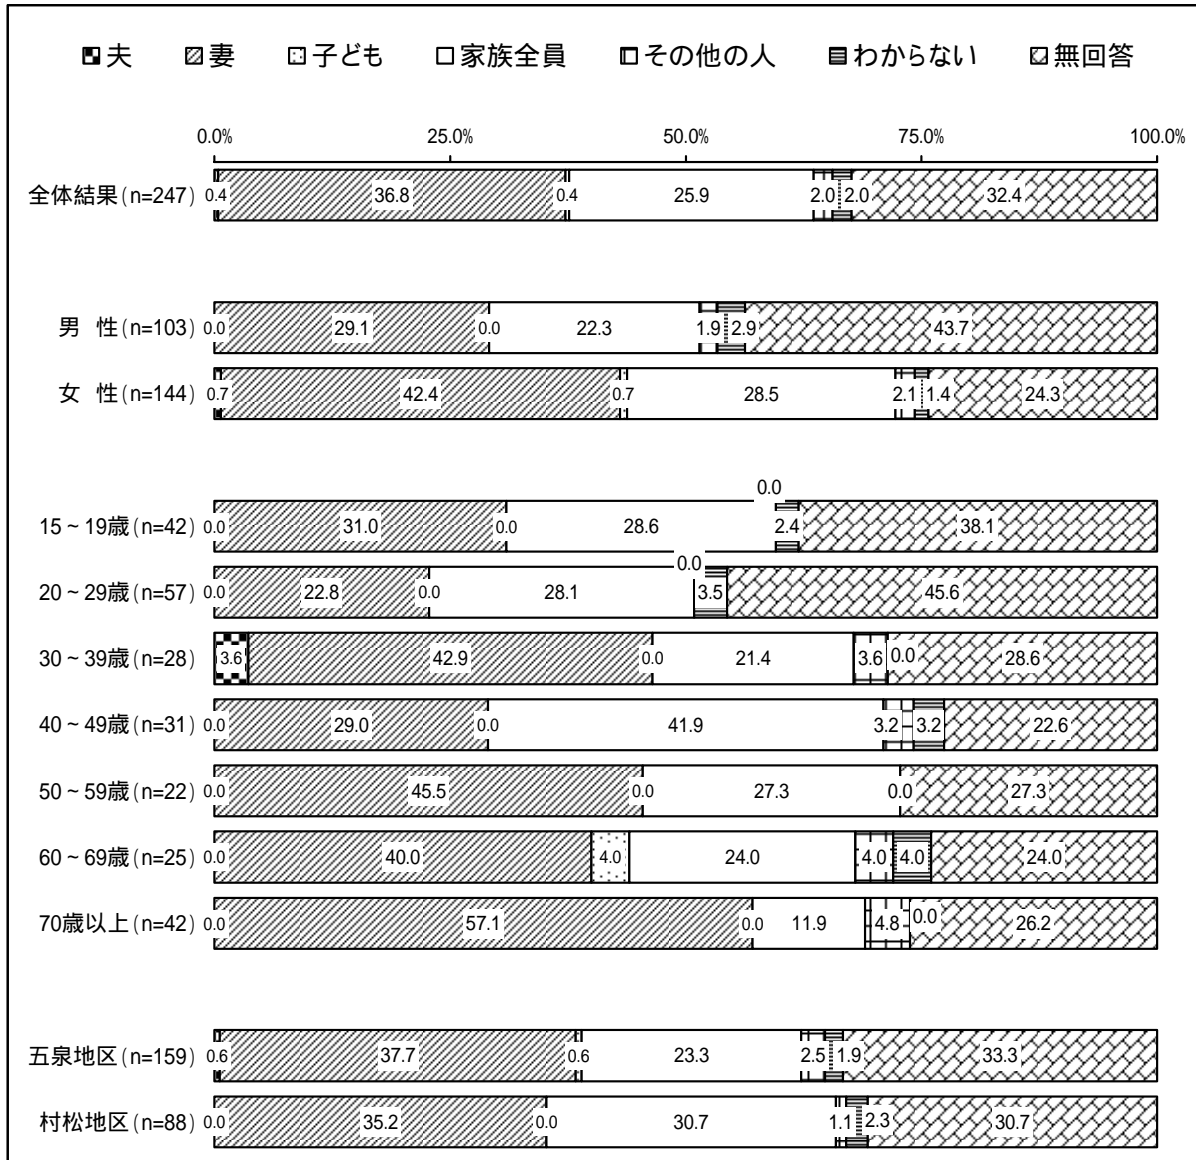 夫 妻 子ども 家族全員 その他の人 わからない 無回答
0.0% 25.0% 50.0% 75.0% 100.0%
全体結果(n=247) 0.4 36.8 0.4 25.9 2.0 2.0 32.4
男 性(n=103) 0.0 29.1 0.0 22.3 1.9 2.9 43.7
女 性(n=144) 0.7 42.4 0.7 28.5 2.1 1.4 24.3
0.0
15~19歳(n=42) 0.0 31.0 0.0 28.6 2.4 38.1
0.0
20~29歳(n=57) 0.0 22.8 0.0 28.1 3.5 45.6
30~39歳(n=28) 3.6 42.9 0.0 21.4 3.6 0.0 28.6
40~49歳(n=31) 0.0 29.0 0.0 41.9 3.2 3.2 22.6
50~59歳(n=22) 0.0 45.5 0.0 27.3 0.0 27.3
60~69歳(n=25) 0.0 40.0 4.0 24.0 4.0 4.0 24.0
70歳以上(n=42) 0.0 57.1 0.0 11.9 4.8 0.0 26.2
五泉地区(n=159) 0.6 37.7 0.6 23.3 2.5 1.9 33.3
村松地区(n=88) 0.0 35.2 0.0 30.7 1.1 2.3 30.7